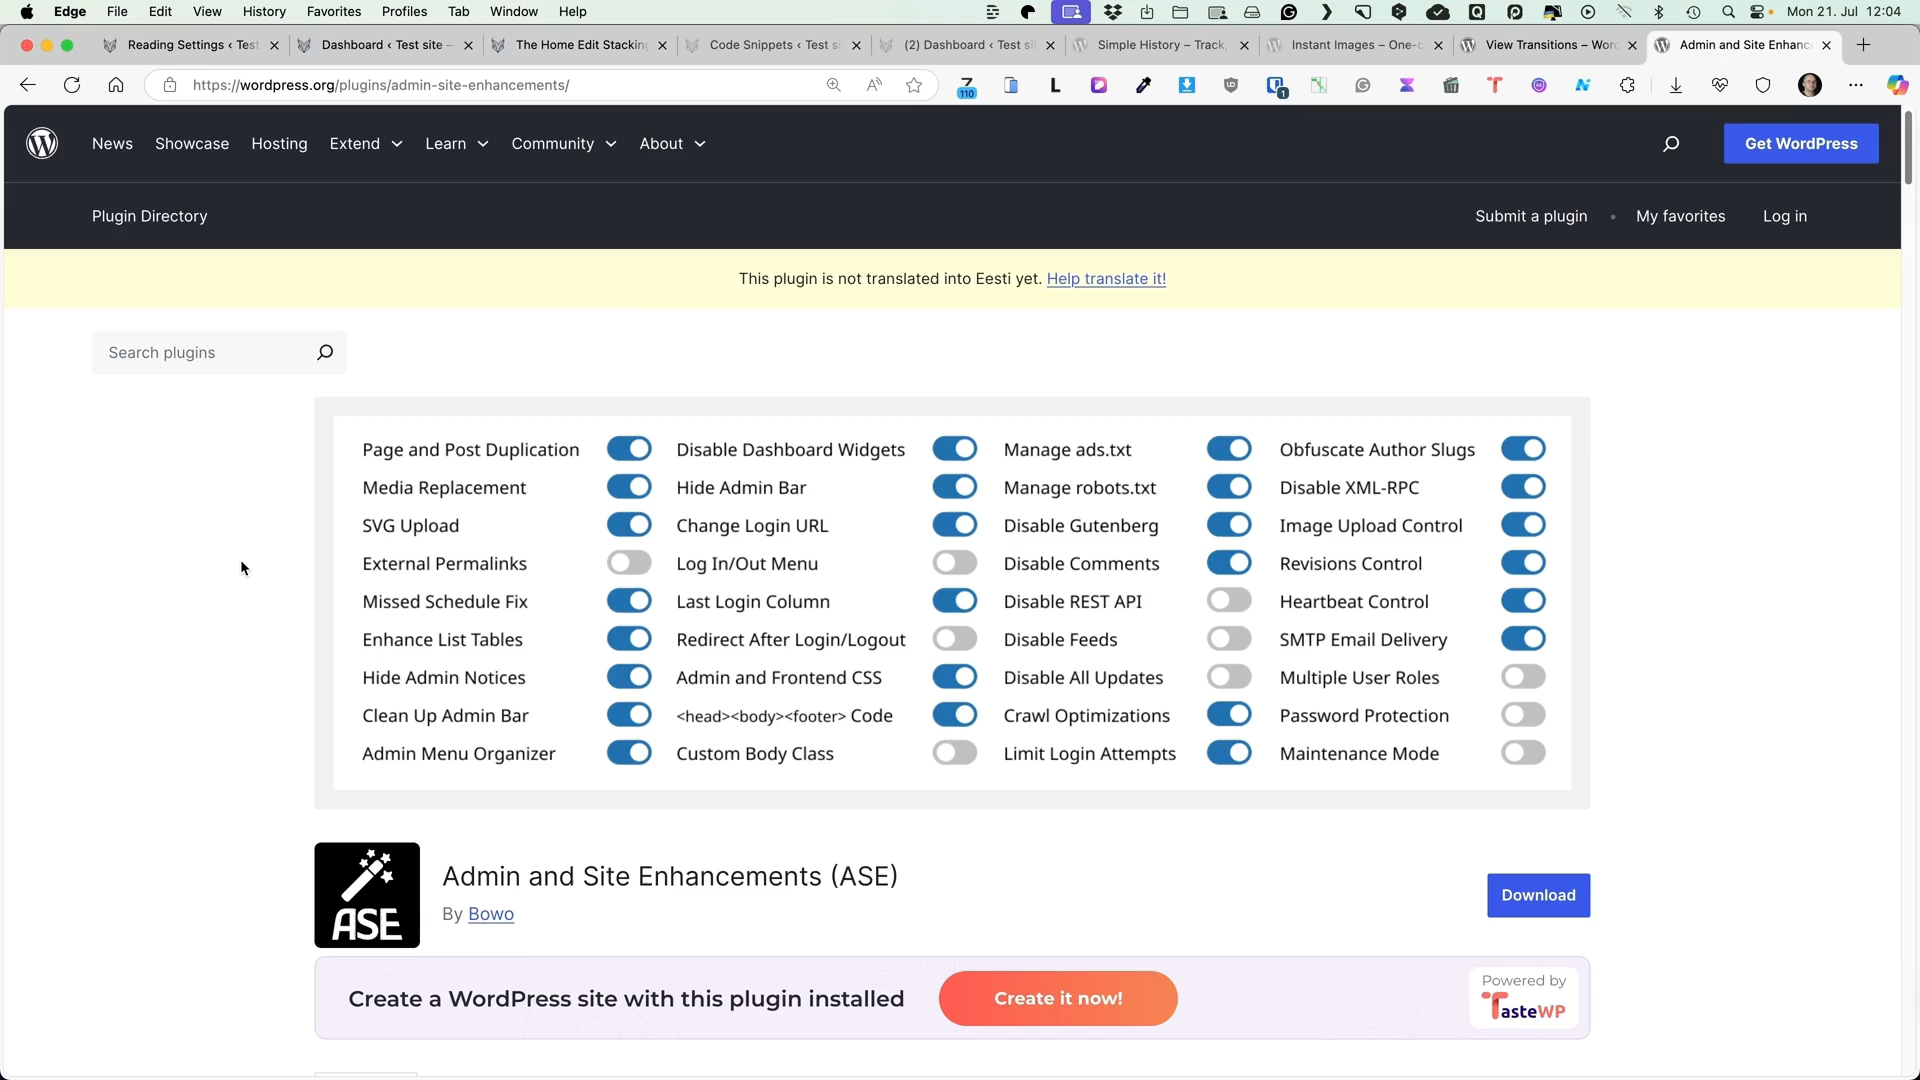 Edge File Edit View History Favorites Profiles Tab Window Help
Mon 21. Jul 12:04
Reading Settings ‹ Test
Dashboard ‹ Test site –
The Home Edit Stacking
Code Snippets ‹ Test si
(2) Dashboard ‹ Test si
Simple History – Track,
Instant Images – One-c
View Transitions – Word
Admin and Site Enhanc
https://wordpress.org/plugins/admin-site-enhancements/
110
1
News Showcase Hosting Extend Learn Community About
Get WordPress
Plugin Directory
Submit a plugin • My favorites Log in
This plugin is not translated into Eesti yet. Help translate it!
Search plugins
Page and Post Duplication Disable Dashboard Widgets Manage ads.txt Obfuscate Author Slugs
Media Replacement Hide Admin Bar Manage robots.txt Disable XML-RPC
SVG Upload Change Login URL Disable Gutenberg Image Upload Control
External Permalinks Log In/Out Menu Disable Comments Revisions Control
Missed Schedule Fix Last Login Column Disable REST API Heartbeat Control
Enhance List Tables Redirect After Login/Logout Disable Feeds SMTP Email Delivery
Hide Admin Notices Admin and Frontend CSS Disable All Updates Multiple User Roles
Clean Up Admin Bar <head><body><footer> Code Crawl Optimizations Password Protection
Admin Menu Organizer Custom Body Class Limit Login Attempts Maintenance Mode
ASE
Admin and Site Enhancements (ASE)
By Bowo
Download
Create a WordPress site with this plugin installed
Create it now!
Powered by
TasteWP